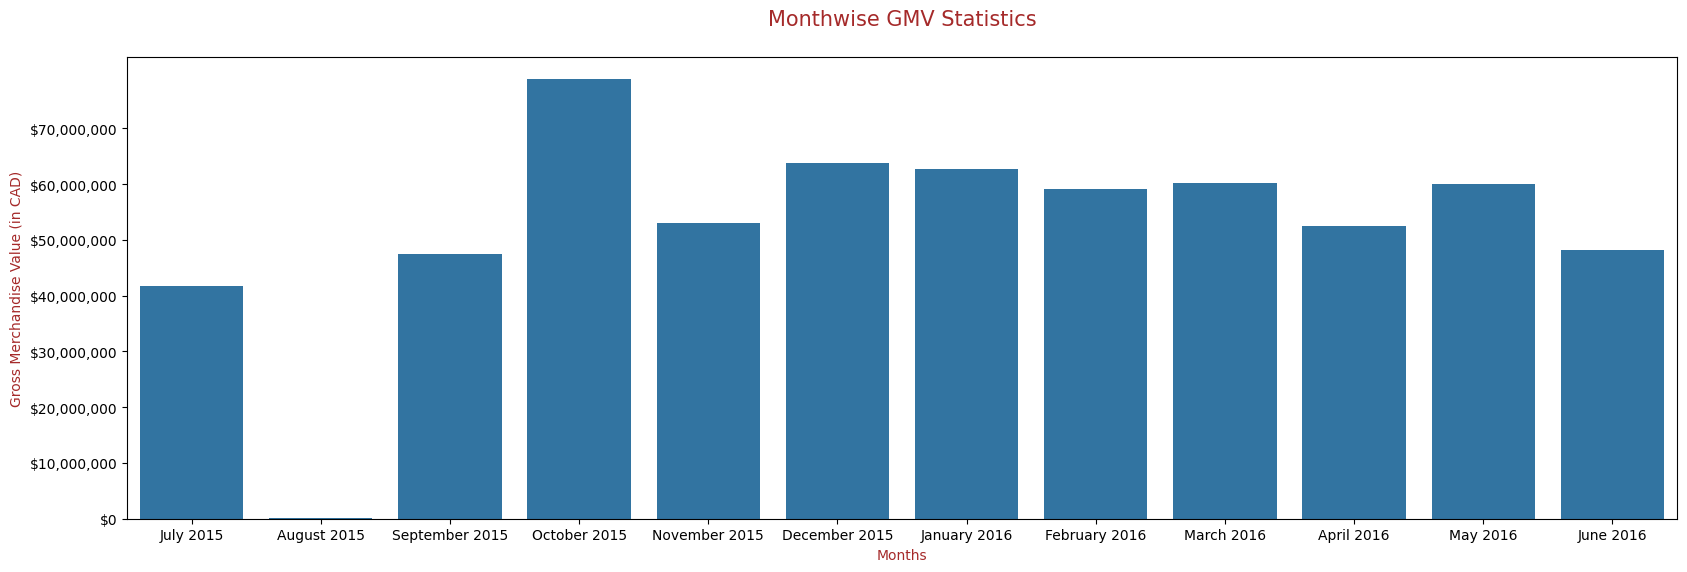 Monthwise GMV Statistics
Gross Merchandise Value (in CAD)
$70,000,000
$60,000,000
$50,000,000
$40,000,000
$30,000,000
$20,000,000
$10,000,000
$0
July 2015 August 2015 September 2015 October 2015 November 2015 December 2015 January 2016 February 2016 March 2016 April 2016 May 2016 June 2016
Months